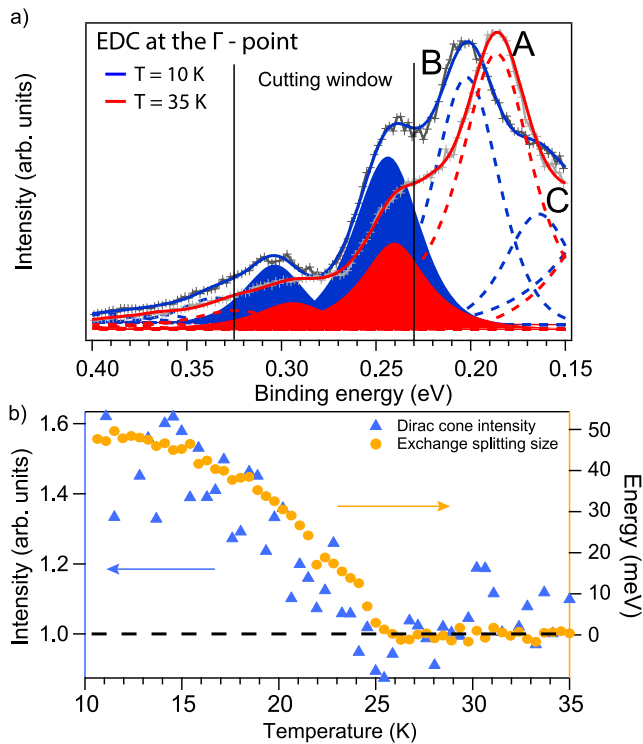 a)
EDC at the Γ - point
T = 10 K
T = 35 K
Cutting window
B
A
C
Intensity (arb. units)
0.40
0.35
0.30
0.25
0.20
0.15
Binding energy (eV)
b)
1.6
1.4
1.2
1.0
Intensity (arb. units)
Dirac cone intensity
Exchange splitting size
50
40
30
20
10
0
Energy (meV)
10
15
20
25
30
35
Temperature (K)